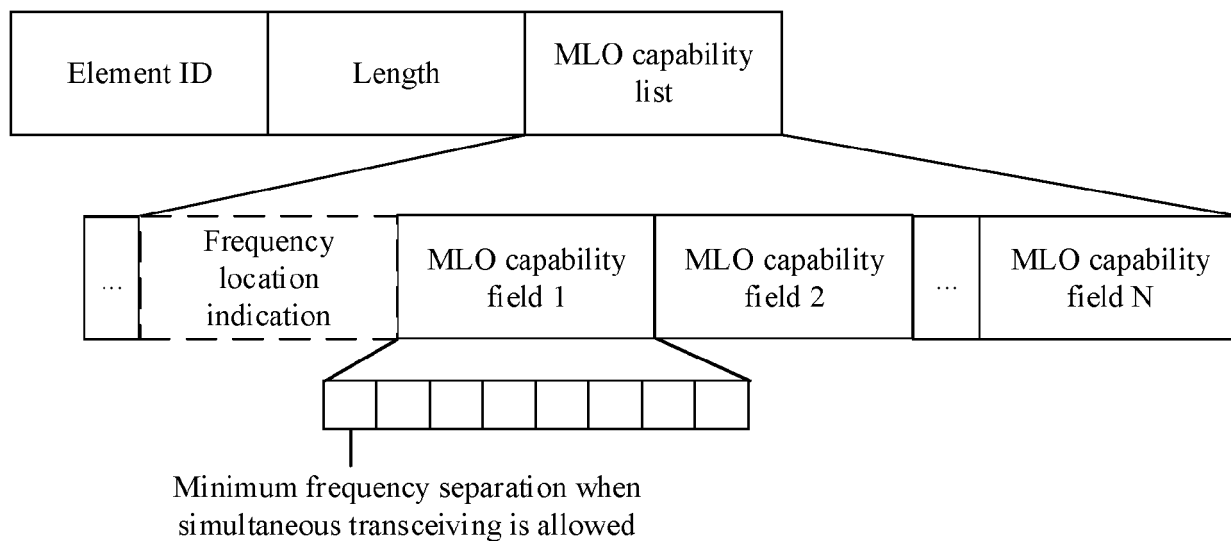 Element ID
Length
MLO capability
list
...
Frequency
location
indication
MLO capability
field 1
MLO capability
field 2
...
MLO capability
field N
Minimum frequency separation when
simultaneous transceiving is allowed